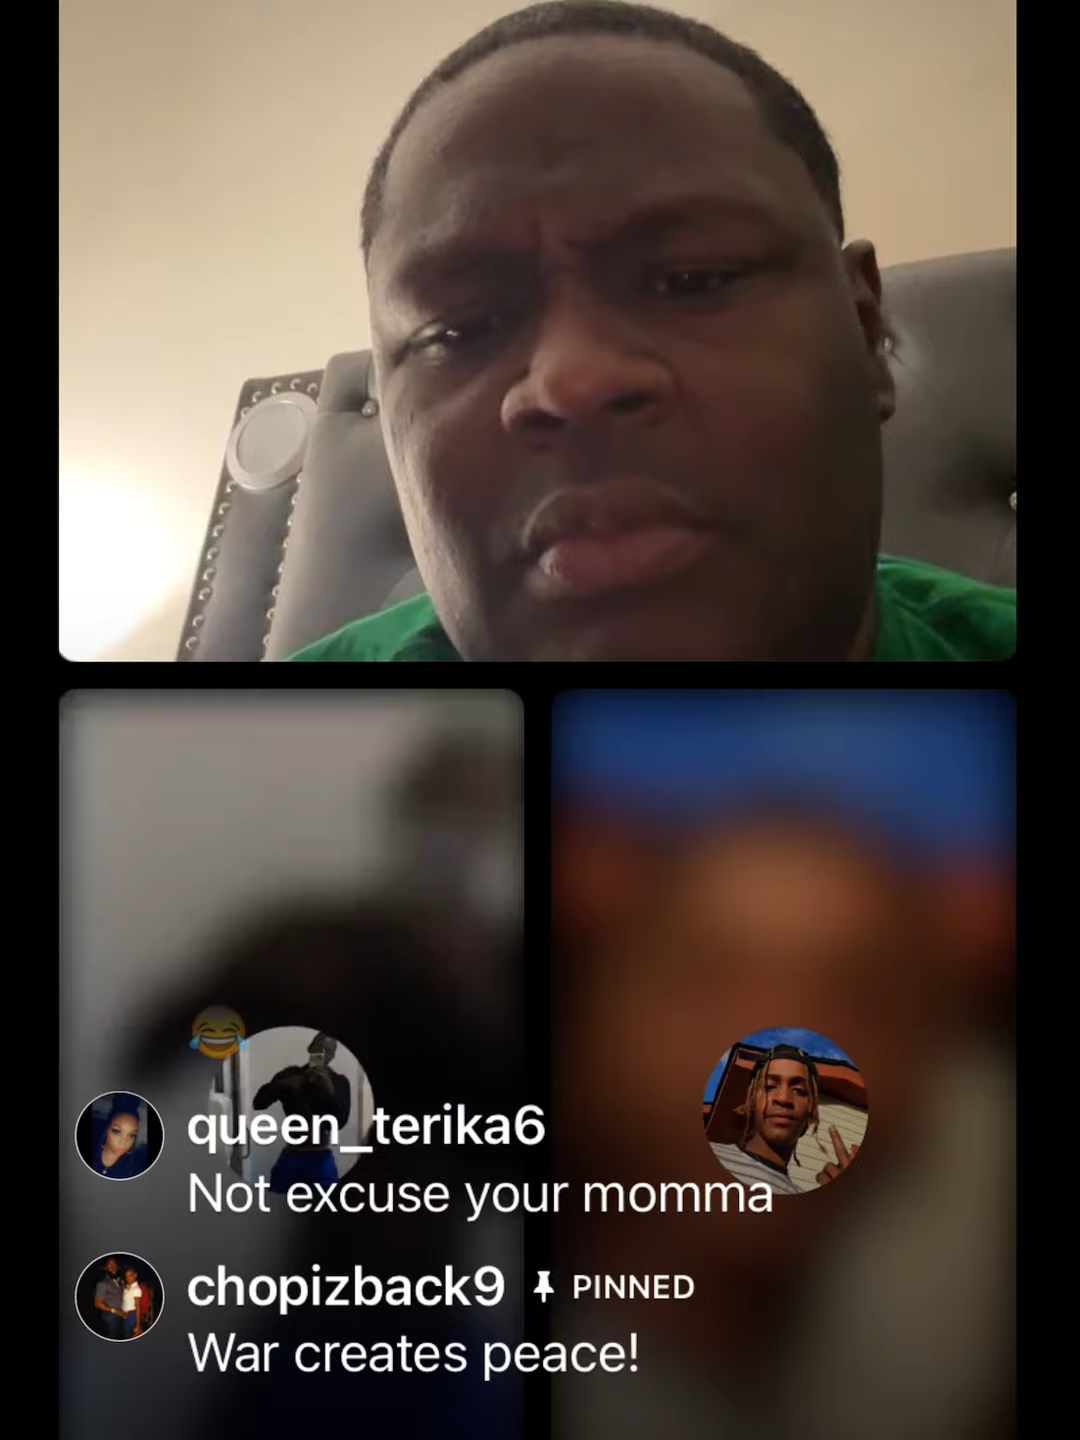 😂
queen_terika6
Not excuse your momma
chopizback9 PINNED
War creates peace!